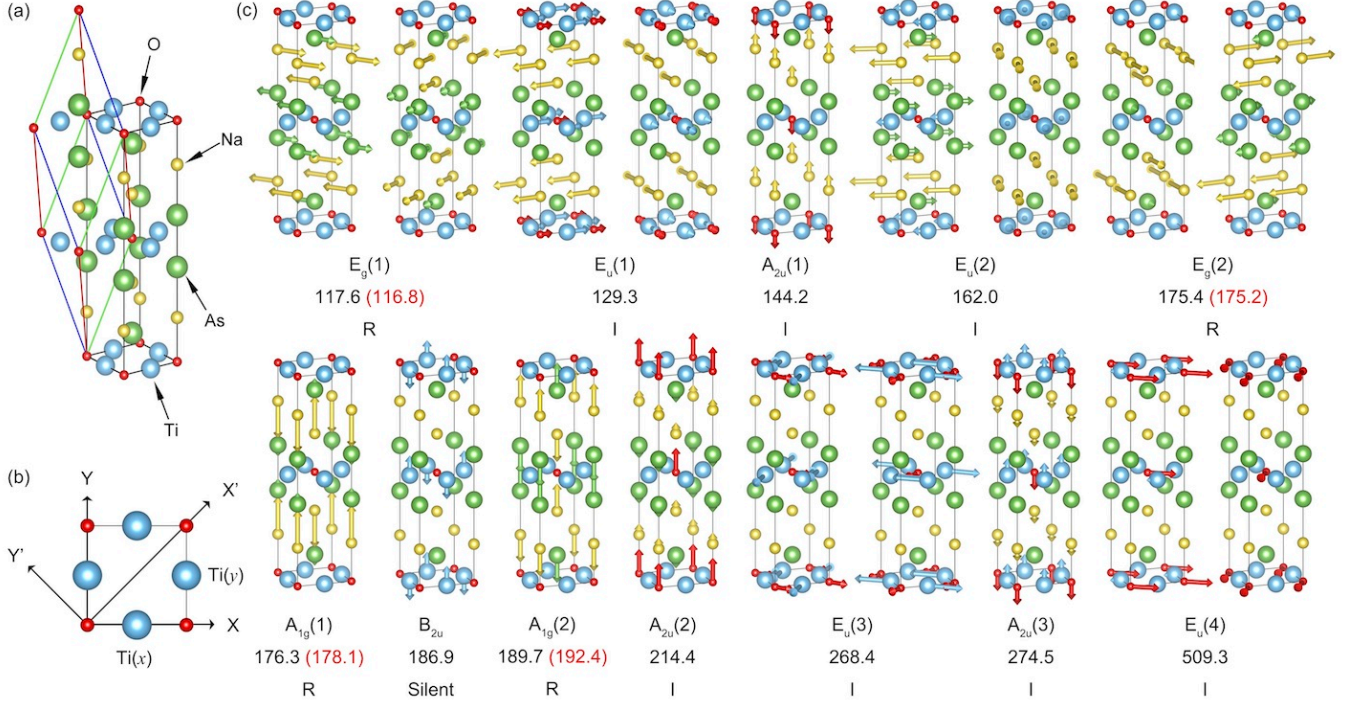 (a)
O
Na
As
Ti
(b)
Y
X'
Y'
Ti(y)
X
Ti(x)
(c)
Eg(1) Eu(1) A2u(1) Eu(2) Eg(2)
117.6 (116.8) 129.3 144.2 162.0 175.4 (175.2)
R I I I R
A1g(1) B2u A1g(2) A2u(2) Eu(3) A2u(3) Eu(4)
176.3 (178.1) 186.9 189.7 (192.4) 214.4 268.4 274.5 509.3
R Silent R I I I I